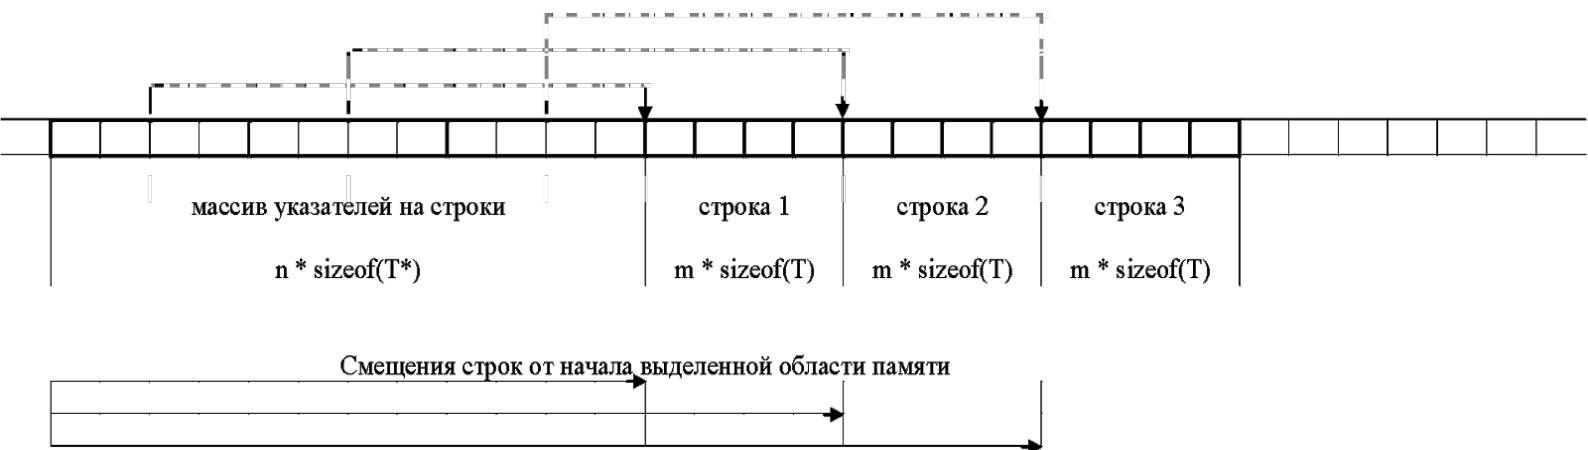 массив указателей на строки строка 1 строка 2 строка 3
n * sizeof(T*) m * sizeof(T) m * sizeof(T) m * sizeof(T)
Смещения строк от начала выделенной области памяти